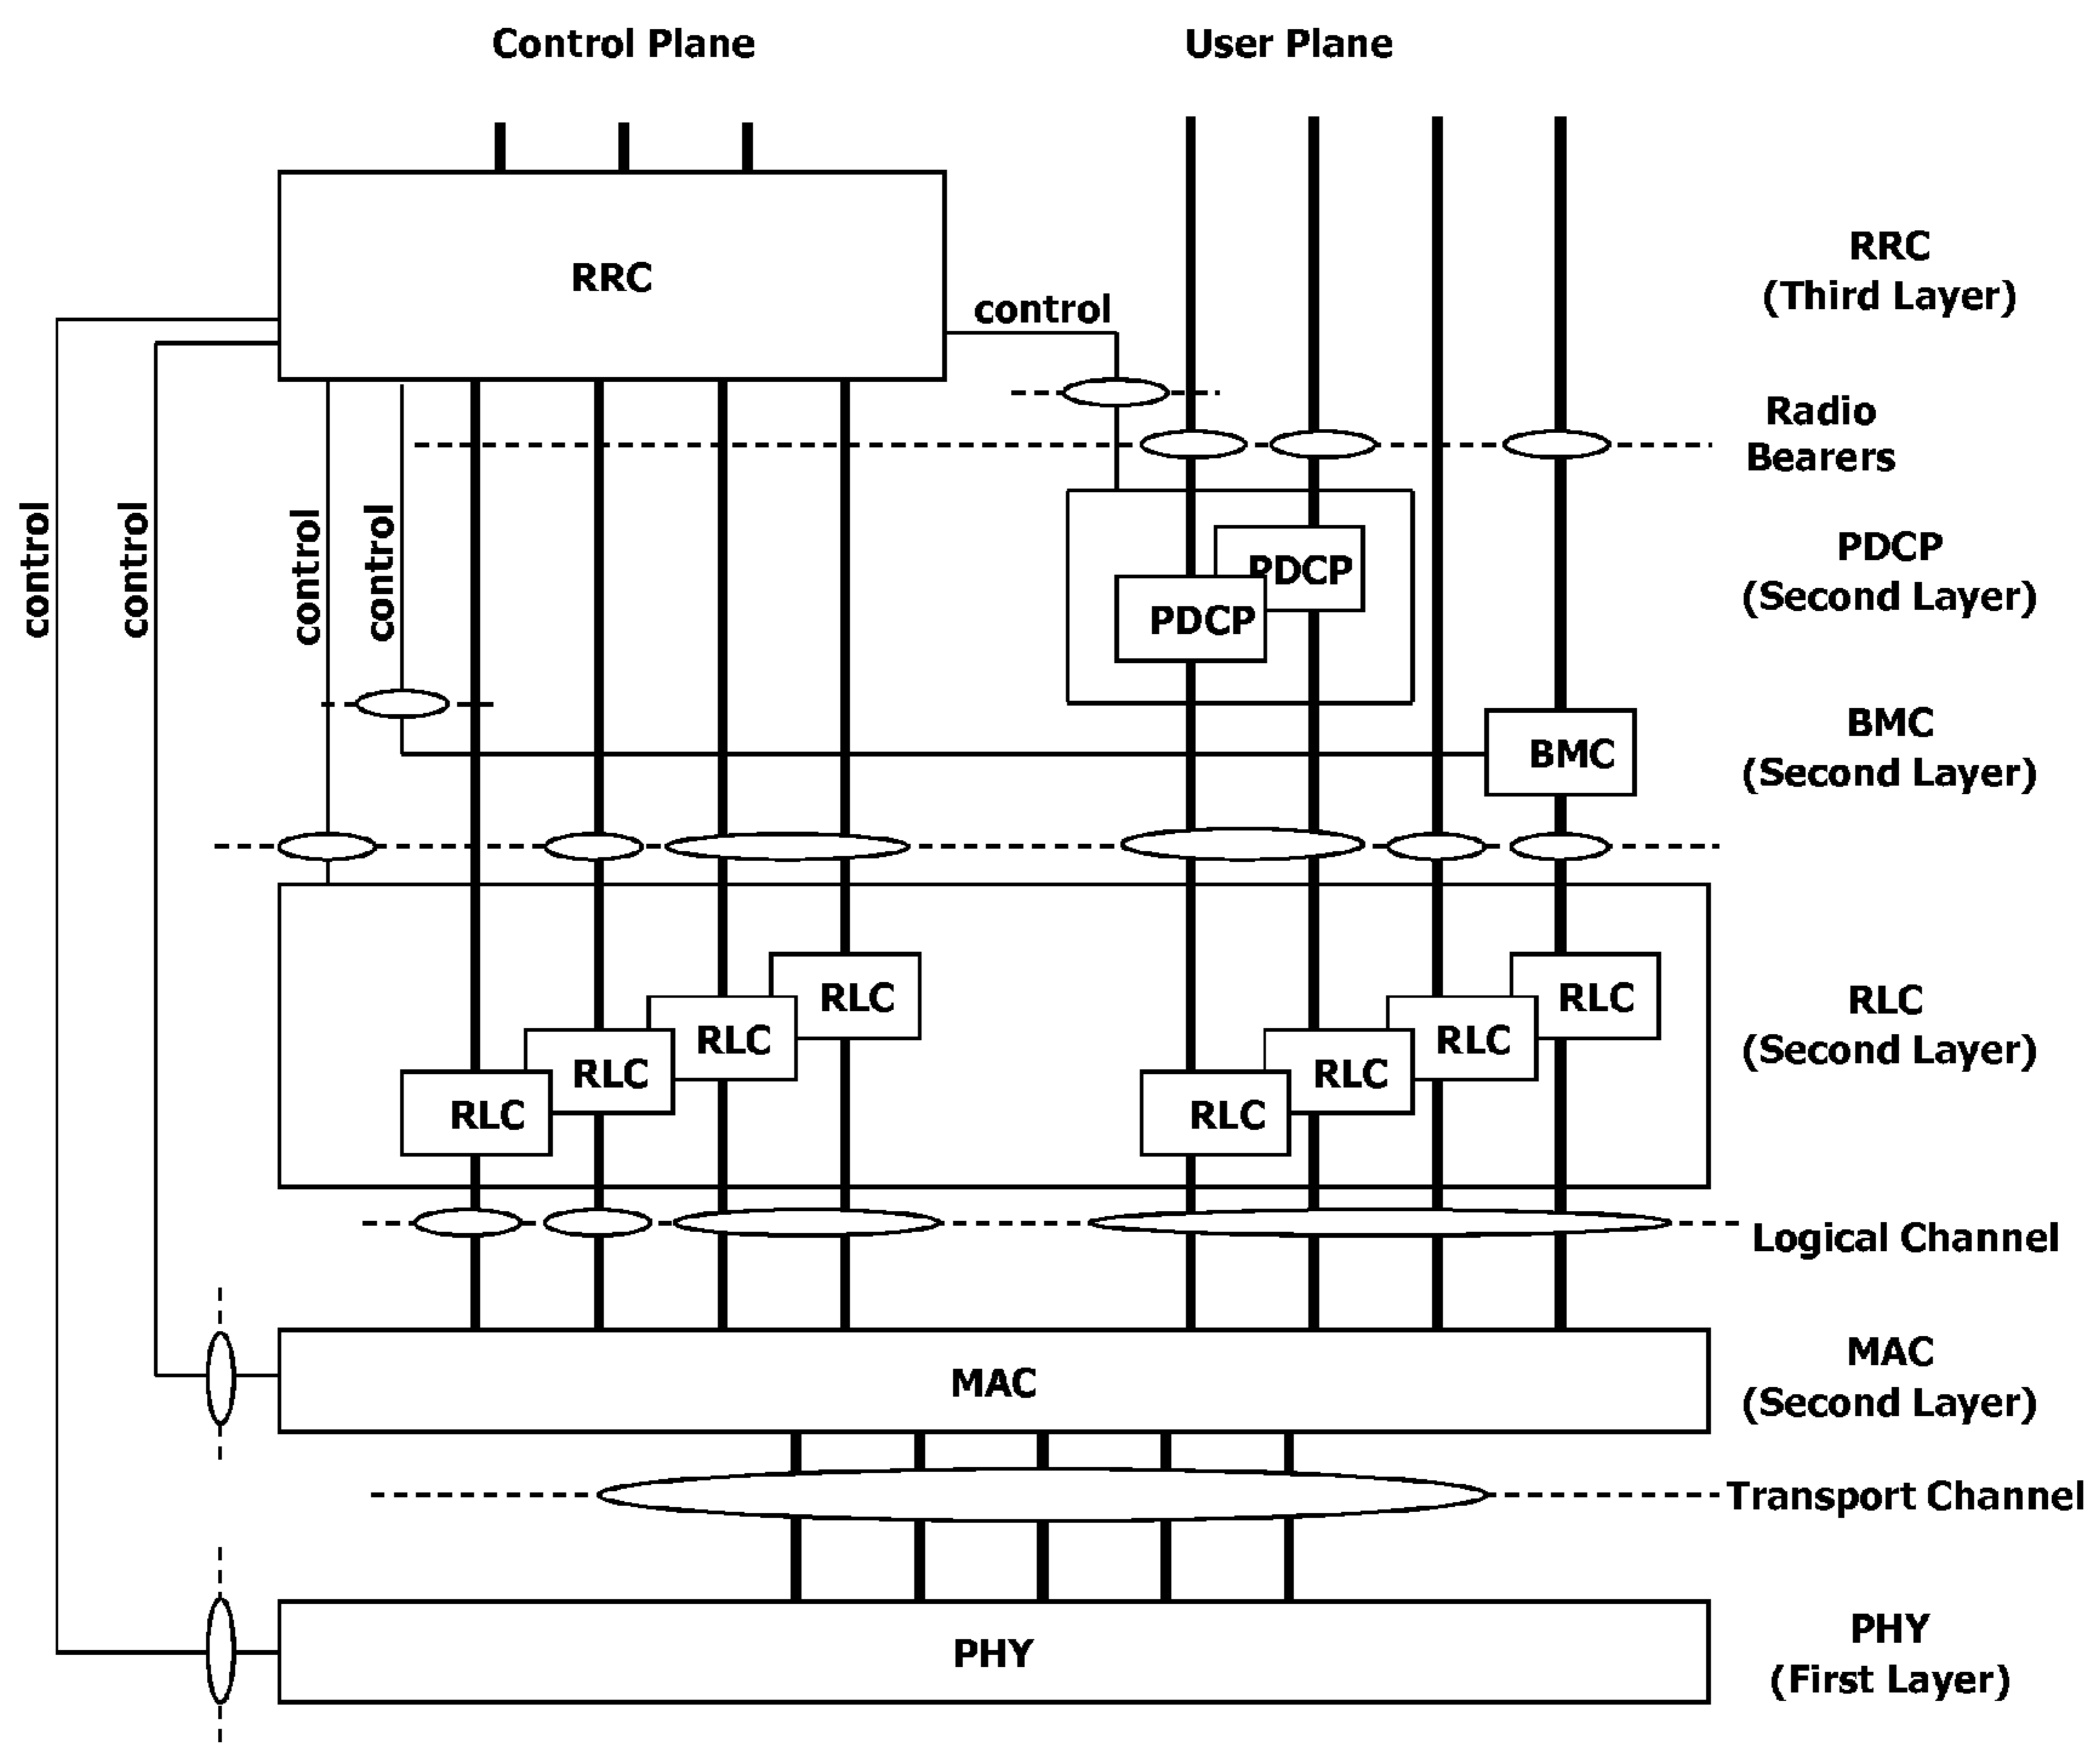 Control Plane
User Plane
RRC
control
RRC
(Third Layer)
Radio
Bearers
control
control
control
control
PDCP
PDCP
PDCP
(Second Layer)
BMC
BMC
(Second Layer)
RLC
RLC
RLC
RLC
RLC
RLC
RLC
RLC
RLC
(Second Layer)
Logical Channel
MAC
MAC
(Second Layer)
Transport Channel
PHY
PHY
(First Layer)